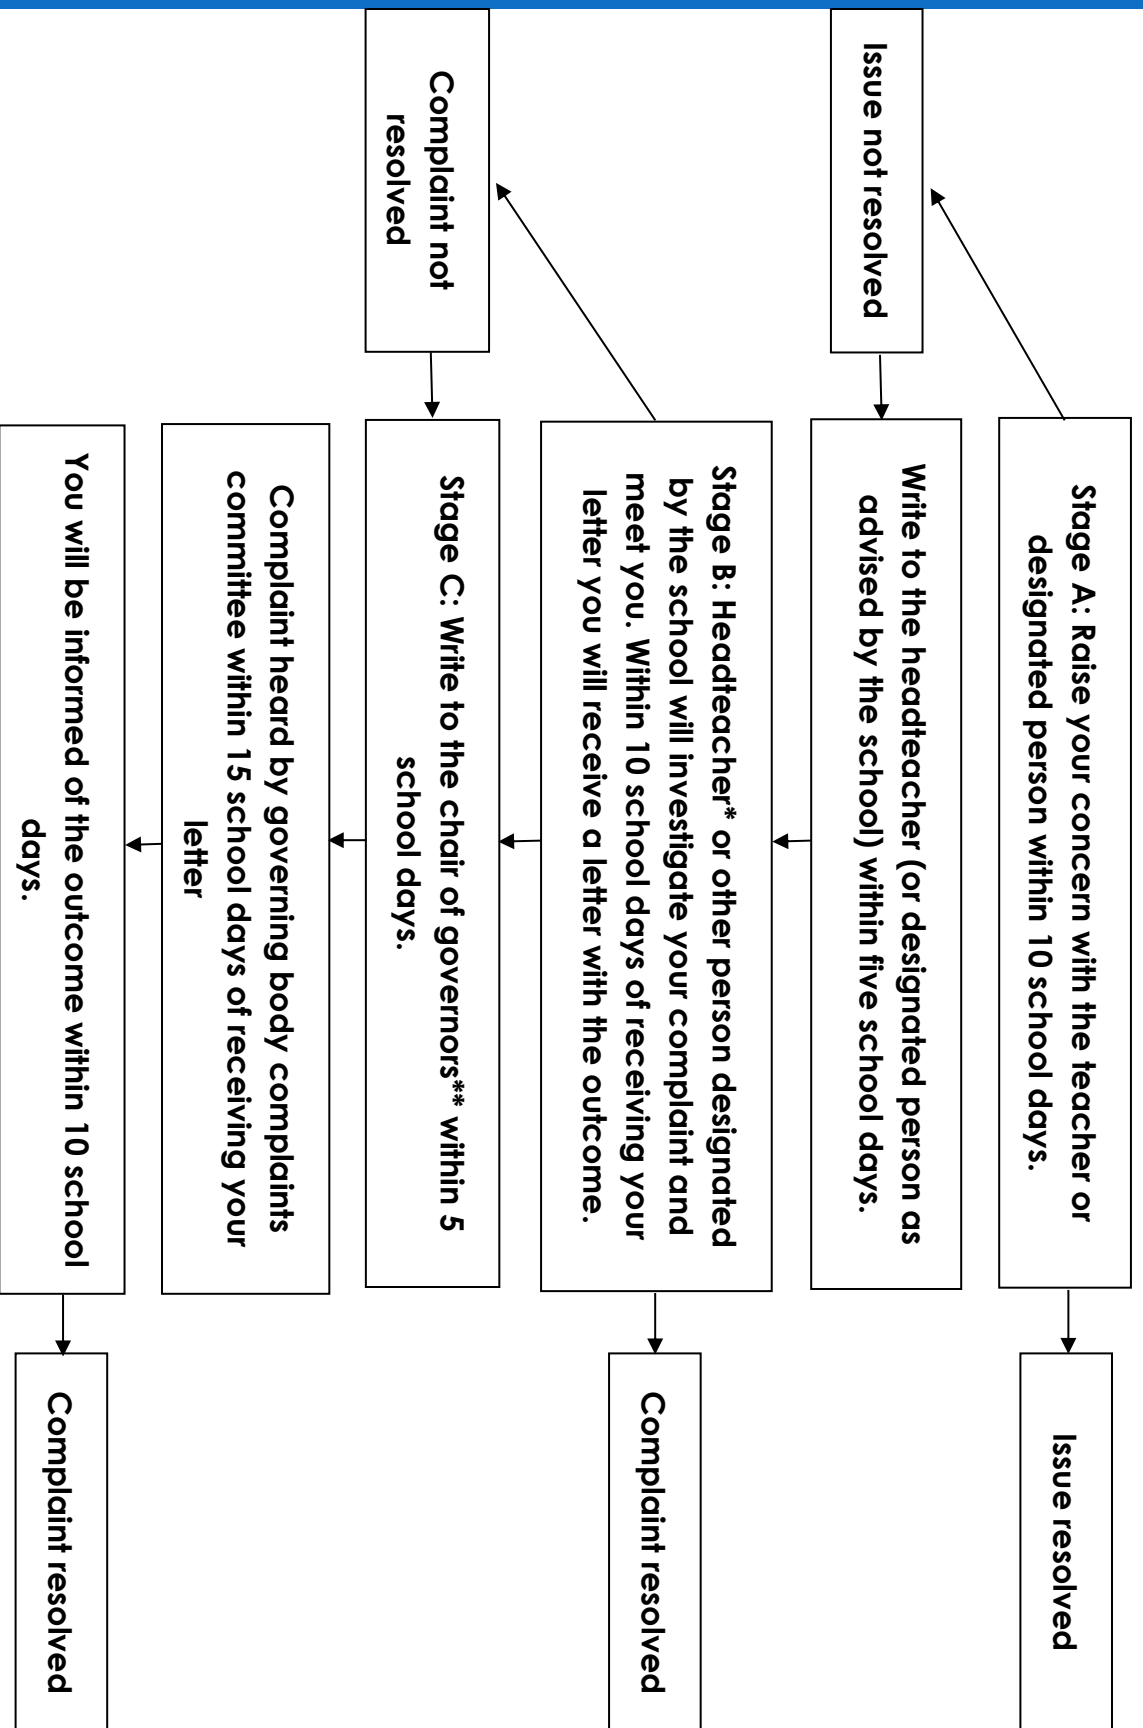 Stage A: Raise your concern with the teacher or
designated person within 10 school days.
Issue resolved
Issue not resolved
Write to the headteacher (or designated person as
advised by the school) within five school days.
Stage B: Headteacher* or other person designated
by the school will investigate your complaint and
meet you. Within 10 school days of receiving your
letter you will receive a letter with the outcome.
Complaint resolved
Complaint not
resolved
Stage C: Write to the chair of governors** within 5
school days.
Complaint heard by governing body complaints
committee within 15 school days of receiving your
letter
You will be informed of the outcome within 10 school
days.
Complaint resolved